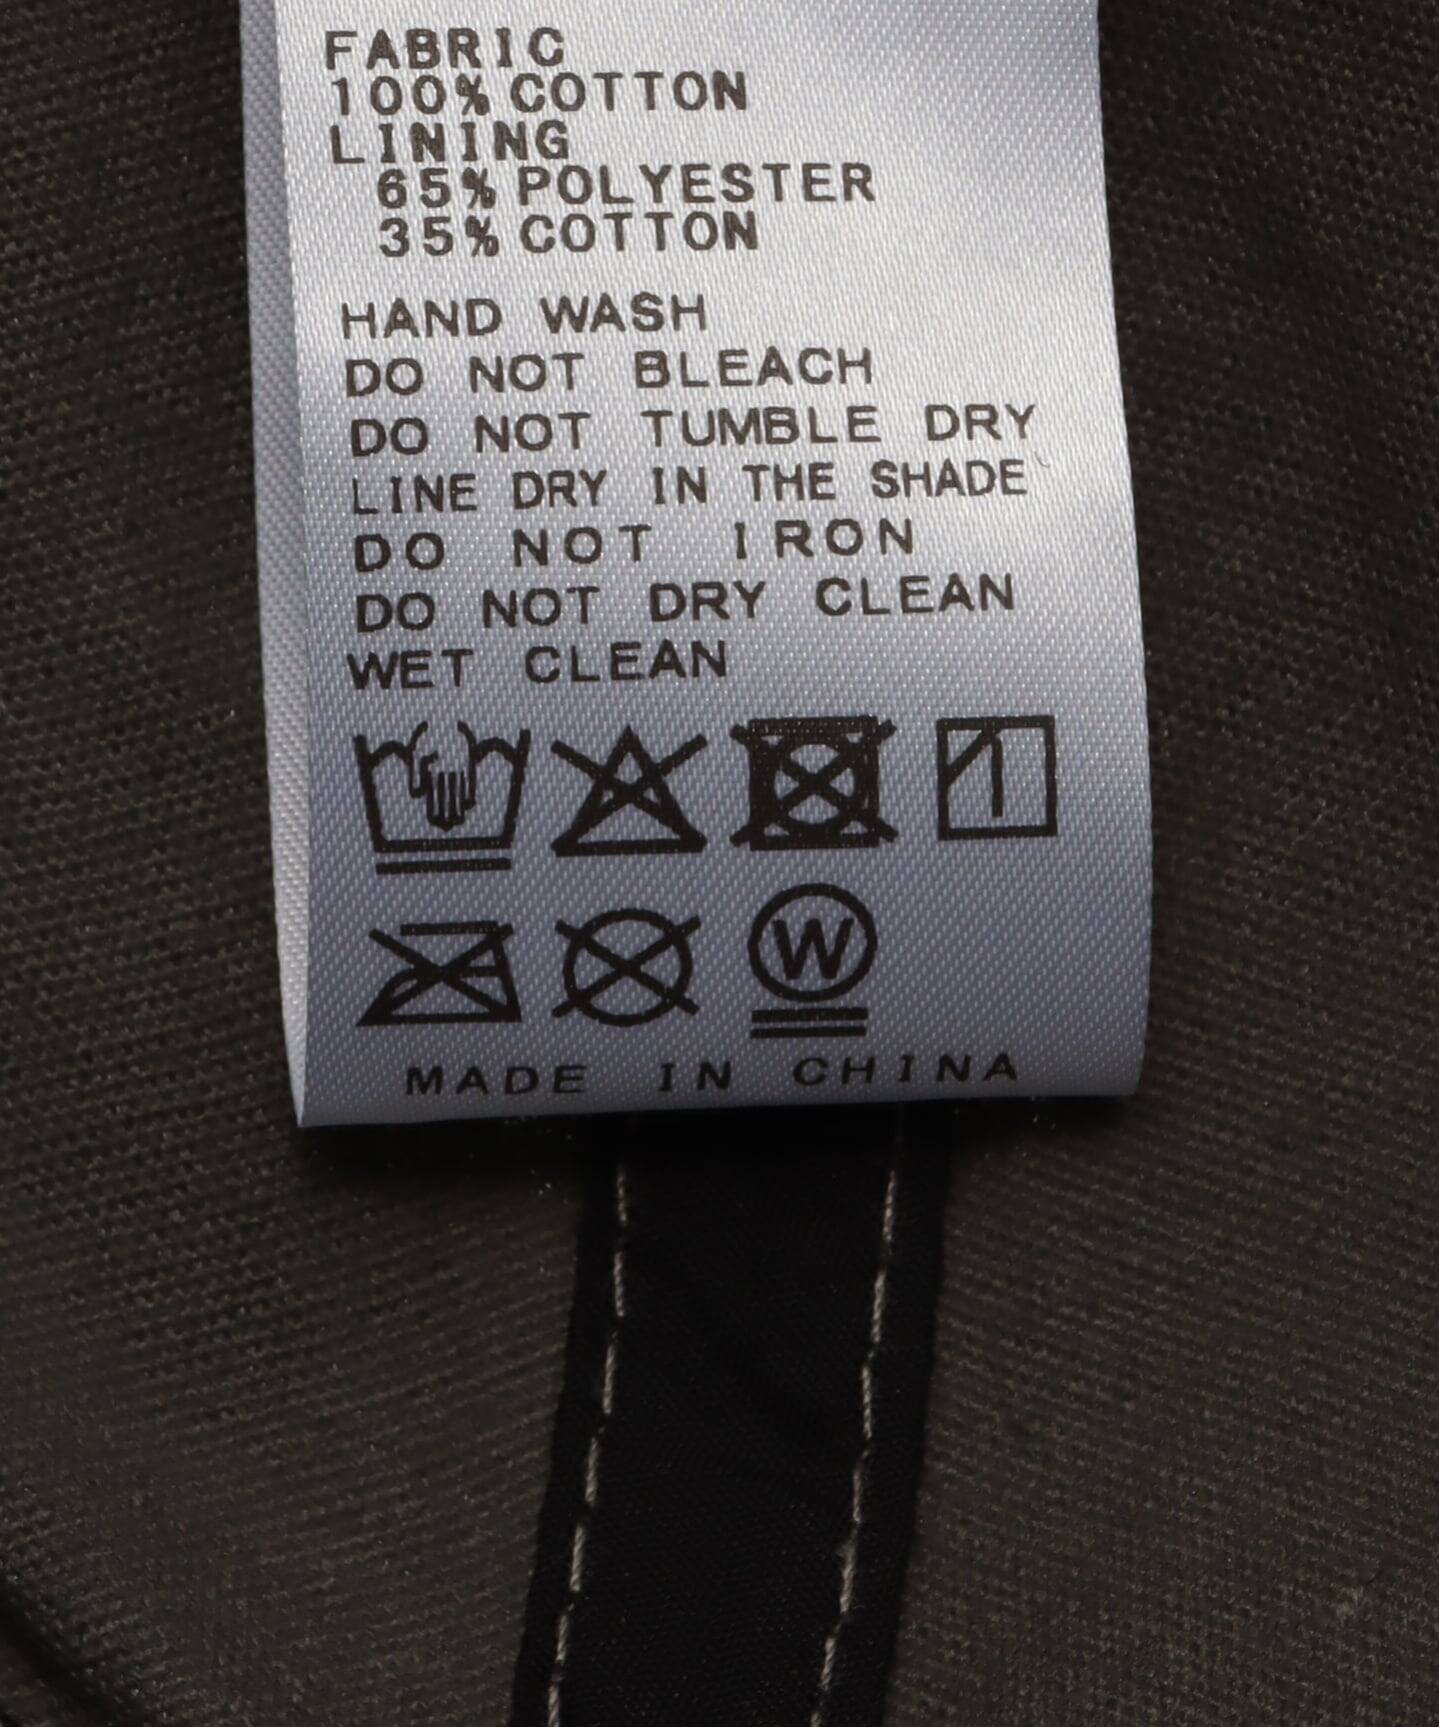 FABRIC
100% COTTON
LINING
65% POLYESTER
35% COTTON
HAND WASH
DO NOT BLEACH
DO NOT TUMBLE DRY
LINE DRY IN THE SHADE
DO NOT IRON
DO NOT DRY CLEAN
WET CLEAN
W
MADE IN CHINA